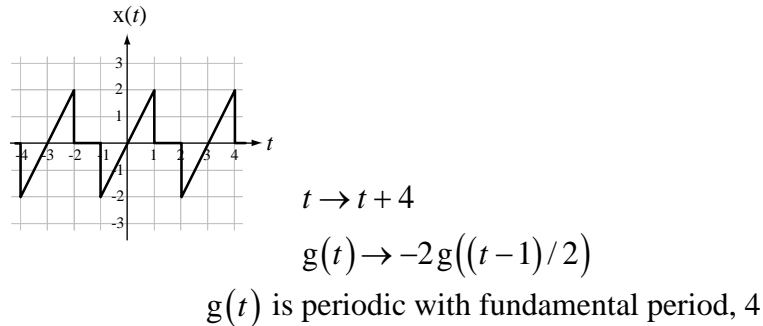 x(t)
3
2
1
-4 -3 -2 -1 1 2 3 4 t
-1
-2
-3
t → t + 4
g(t) → −2g((t −1)/ 2)
g(t) is periodic with fundamental period, 4